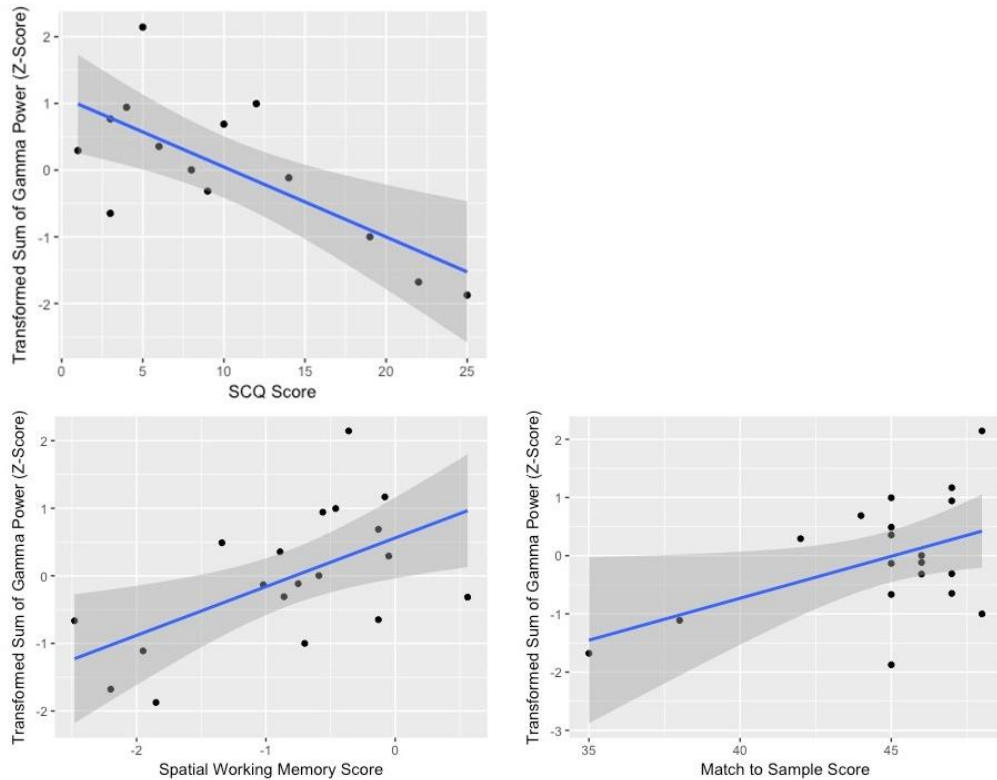 Transformed Sum of Gamma Power (Z-Score)
2
1
0
-1
-2
0 5 10 15 20 25
SCQ Score
Transformed Sum of Gamma Power (Z-Score)
2
1
0
-1
-2
-2 -1 0
Spatial Working Memory Score
Transformed Sum of Gamma Power (Z-Score)
2
1
0
-1
-2
-3
35 40 45
Match to Sample Score